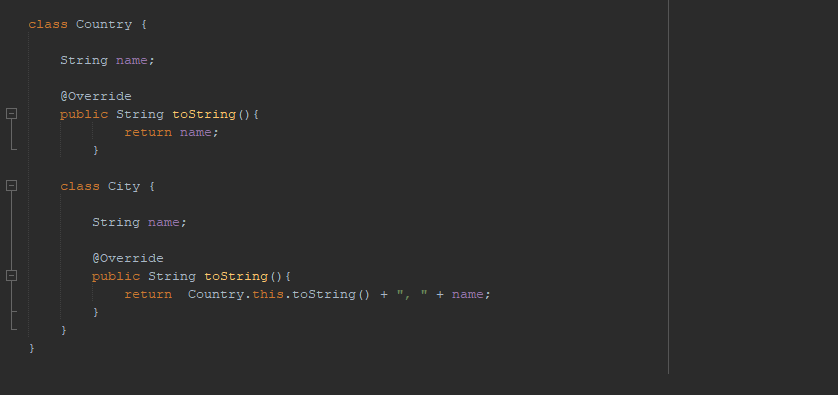 class Country {
String name;
@Override
public String toString(){
return name;
}
class City {
String name;
@Override
public String toString(){
return  Country.this.toString() + ", " + name;
}
}
}